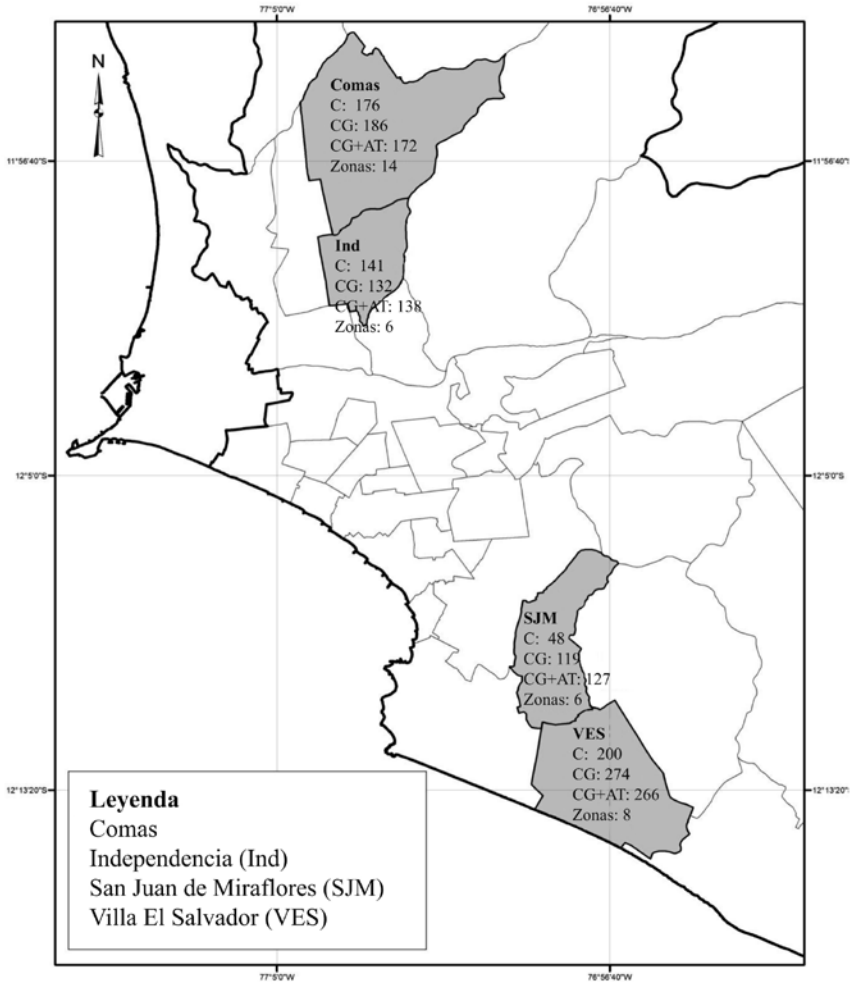 77°5'0"W
76°56'40"W
N
Comas
C: 176
CG: 186
CG+AT: 172
Zonas: 14
11°56'40"S
11°56'40"S
Ind
C: 141
CG: 132
CG+AT: 138
Zonas: 6
12°5'0"S
12°5'0"S
SJM
C: 48
CG: 119
CG+AT: 127
Zonas: 6
VES
C: 200
CG: 274
CG+AT: 266
Zonas: 8
12°13'20"S
12°13'20"S
Leyenda
Comas
Independencia (Ind)
San Juan de Miraflores (SJM)
Villa El Salvador (VES)
77°5'0"W
76°56'40"W